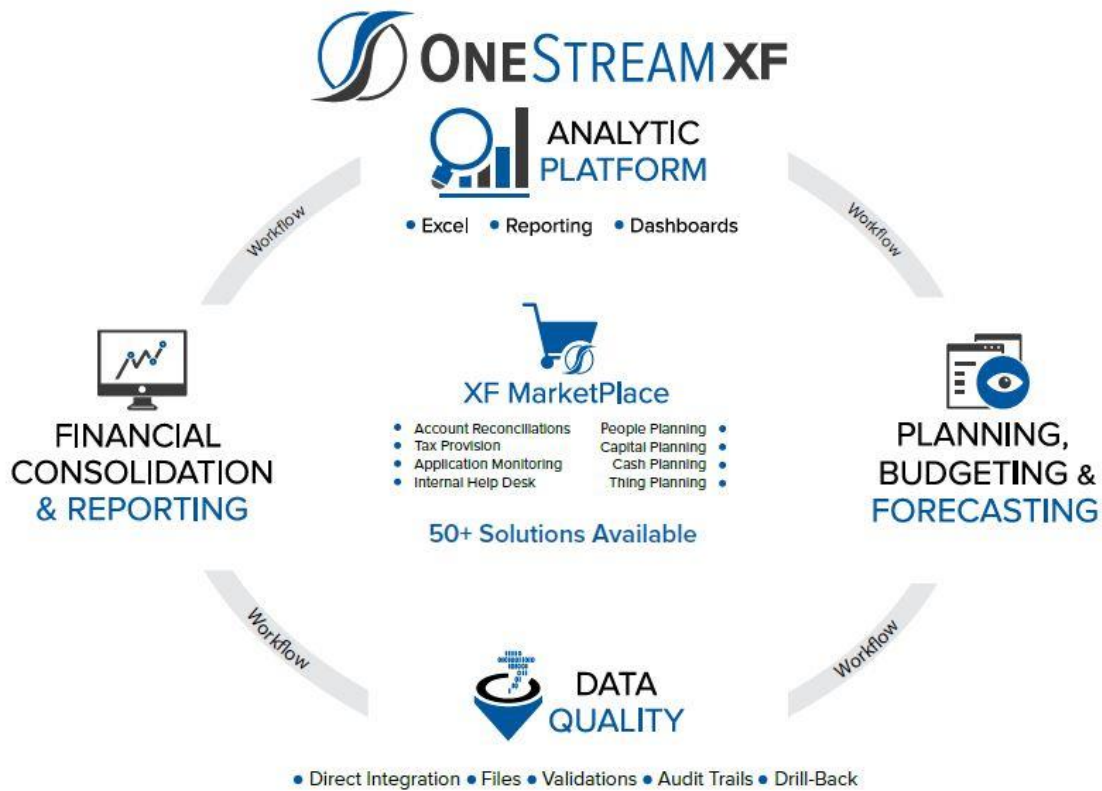 ONESTREAM XF
ANALYTIC
PLATFORM
• Excel • Reporting • Dashboards
Workflow
Workflow
FINANCIAL
CONSOLIDATION
& REPORTING
XF MarketPlace
• Account Reconciliations
• Tax Provision
• Application Monitoring
• Internal Help Desk
People Planning •
Capital Planning •
Cash Planning •
Thing Planning •
50+ Solutions Available
PLANNING,
BUDGETING &
FORECASTING
Workflow
Workflow
DATA
QUALITY
• Direct Integration • Files • Validations • Audit Trails • Drill-Back